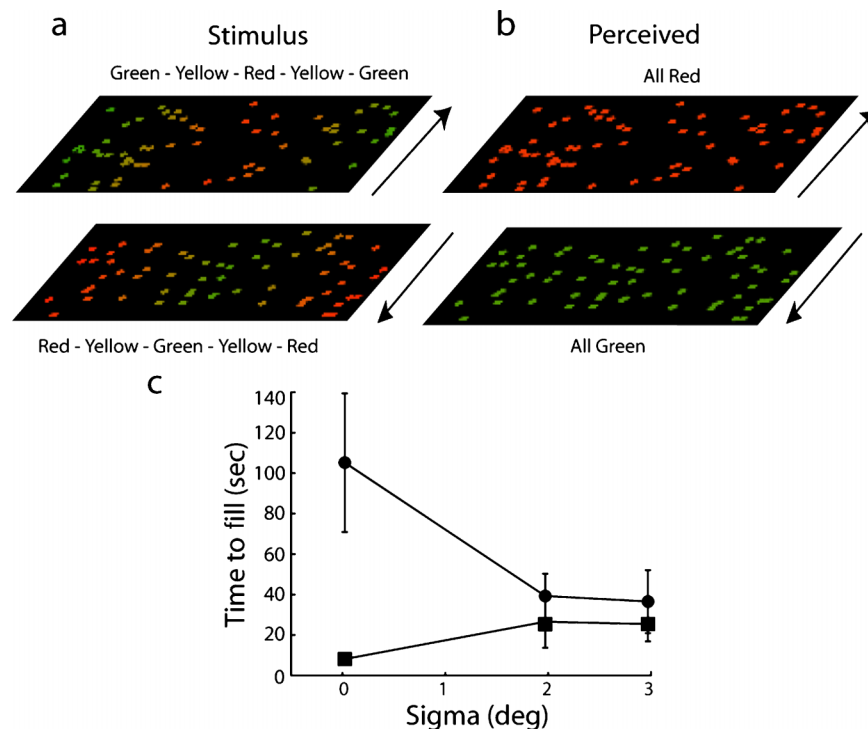 a
Stimulus
b
Perceived
Green - Yellow - Red - Yellow - Green
All Red
Red - Yellow - Green - Yellow - Red
All Green
c
Time to fill (sec)
140
120
100
80
60
40
20
0
0
1
2
3
Sigma (deg)